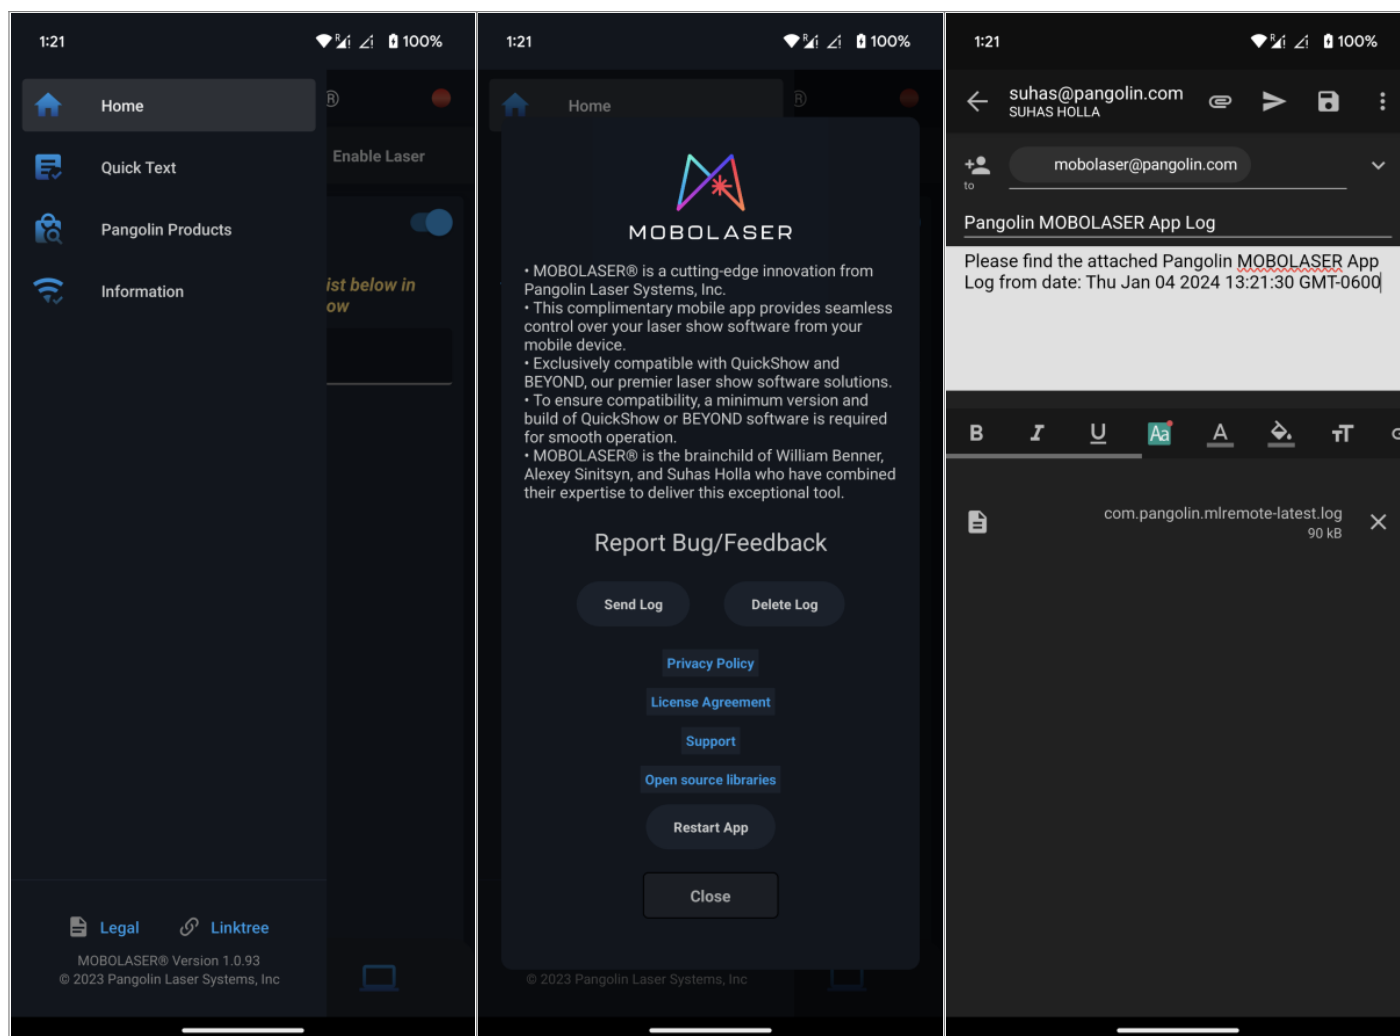 1:21
R
100%
Home
®
Quick Text
Enable Laser
Pangolin Products
Information
ist below in
ow
Legal
Linktree
MOBOLASER® Version 1.0.93
© 2023 Pangolin Laser Systems, Inc
1:21
R
100%
Home
®
MOBOLASER
• MOBOLASER® is a cutting-edge innovation from
Pangolin Laser Systems, Inc.
• This complimentary mobile app provides seamless
control over your laser show software from your
mobile device.
• Exclusively compatible with QuickShow and
BEYOND, our premier laser show software solutions.
• To ensure compatibility, a minimum version and
build of QuickShow or BEYOND software is required
for smooth operation.
• MOBOLASER® is the brainchild of William Benner,
Alexey Sinitsyn, and Suhas Holla who have combined
their expertise to deliver this exceptional tool.
Report Bug/Feedback
Send Log
Delete Log
Privacy Policy
License Agreement
Support
Open source libraries
Restart App
Close
© 2023 Pangolin Laser Systems, Inc
1:21
R
100%
suhas@pangolin.com
SUHAS HOLLA
to
mobolaser@pangolin.com
Pangolin MOBOLASER App Log
Please find the attached Pangolin MOBOLASER App
Log from date: Thu Jan 04 2024 13:21:30 GMT-0600
B I U Aa A TT
com.pangolin.mlremote-latest.log
90 kB